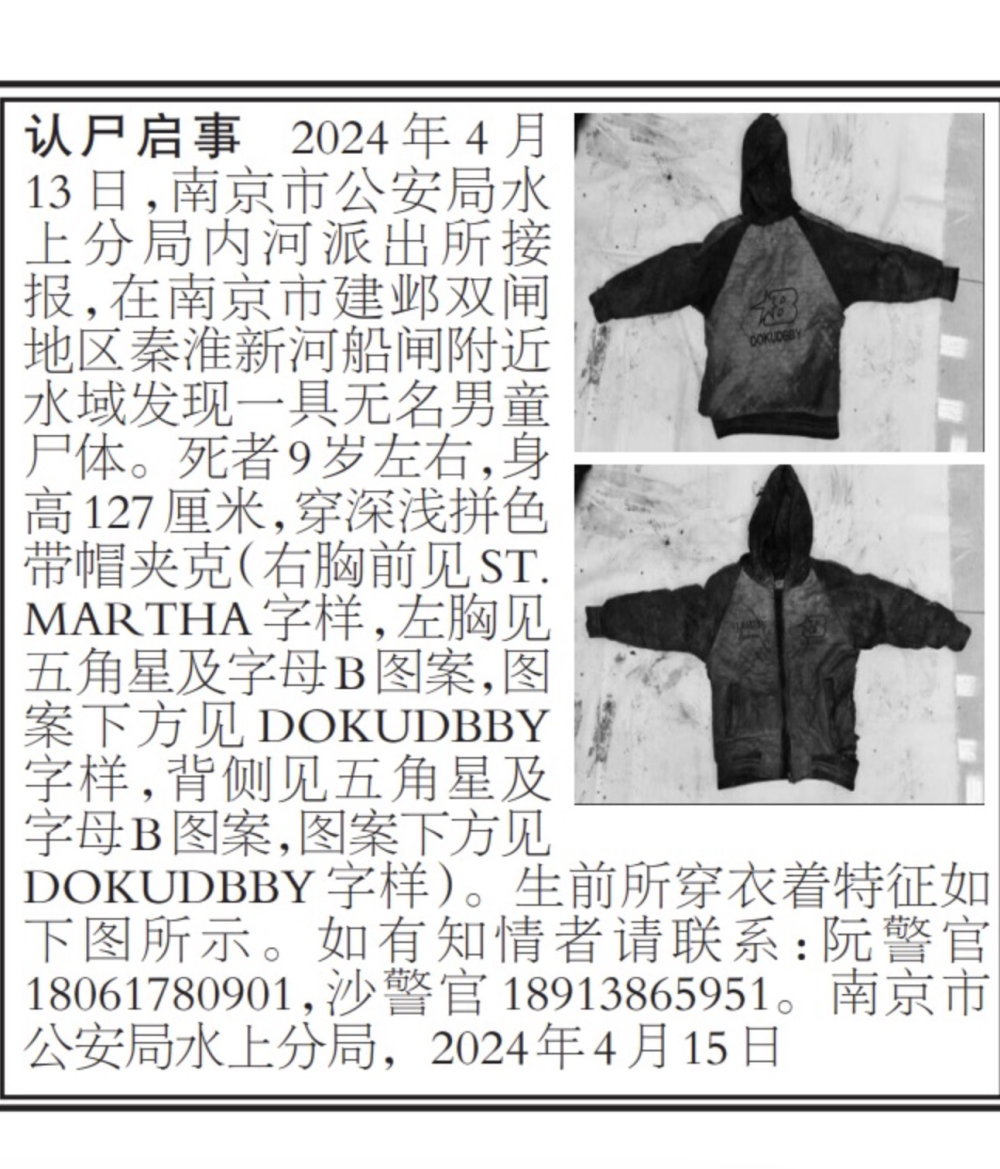 认尸启事 2024年4月
13日,南京市公安局水
上分局内河派出所接
报,在南京市建邺双闸
地区秦淮新河船闸附近
水域发现一具无名男童
尸体。死者9岁左右,身
高127厘米,穿深浅拼色
带帽夹克(右胸前见ST.
MARTHA字样,左胸见
五角星及字母B图案,图
案下方见DOKUDBBY
字样,背侧见五角星及
字母B图案,图案下方见
DOKUDBBY字样)。生前所穿衣着特征如
下图所示。如有知情者请联系:阮警官
18061780901,沙警官18913865951。南京市
公安局水上分局, 2024年4月15日
B
DOKUDBBY
B